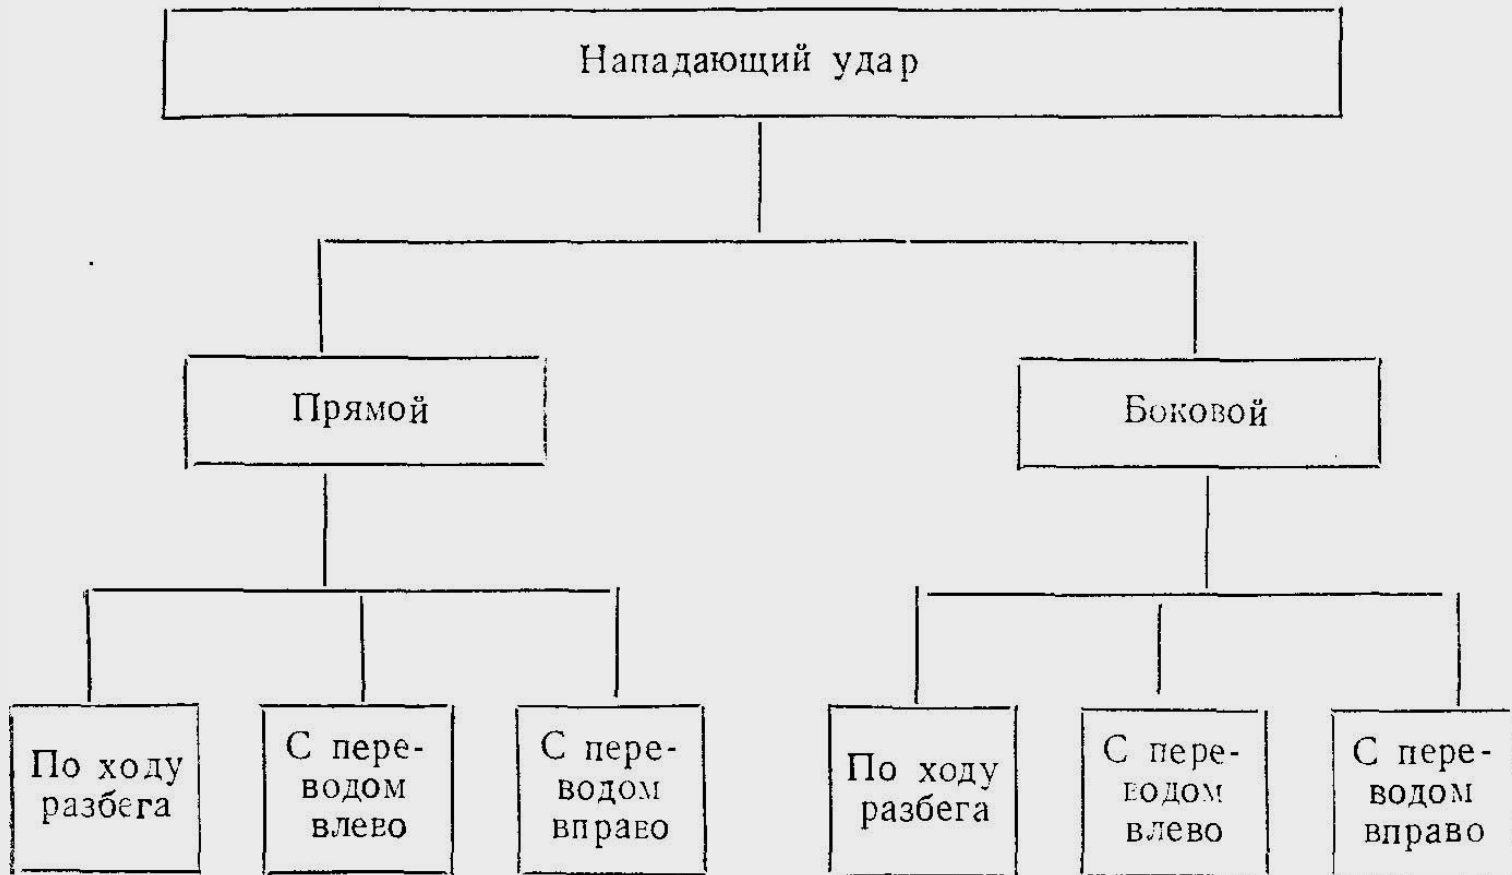 Нападающий удар
Прямой
Боковой
По ходу
разбега
С пере-
водом
влево
С пере-
водом
вправо
По ходу
разбега
С пере-
водом
влево
С пере-
водом
вправо